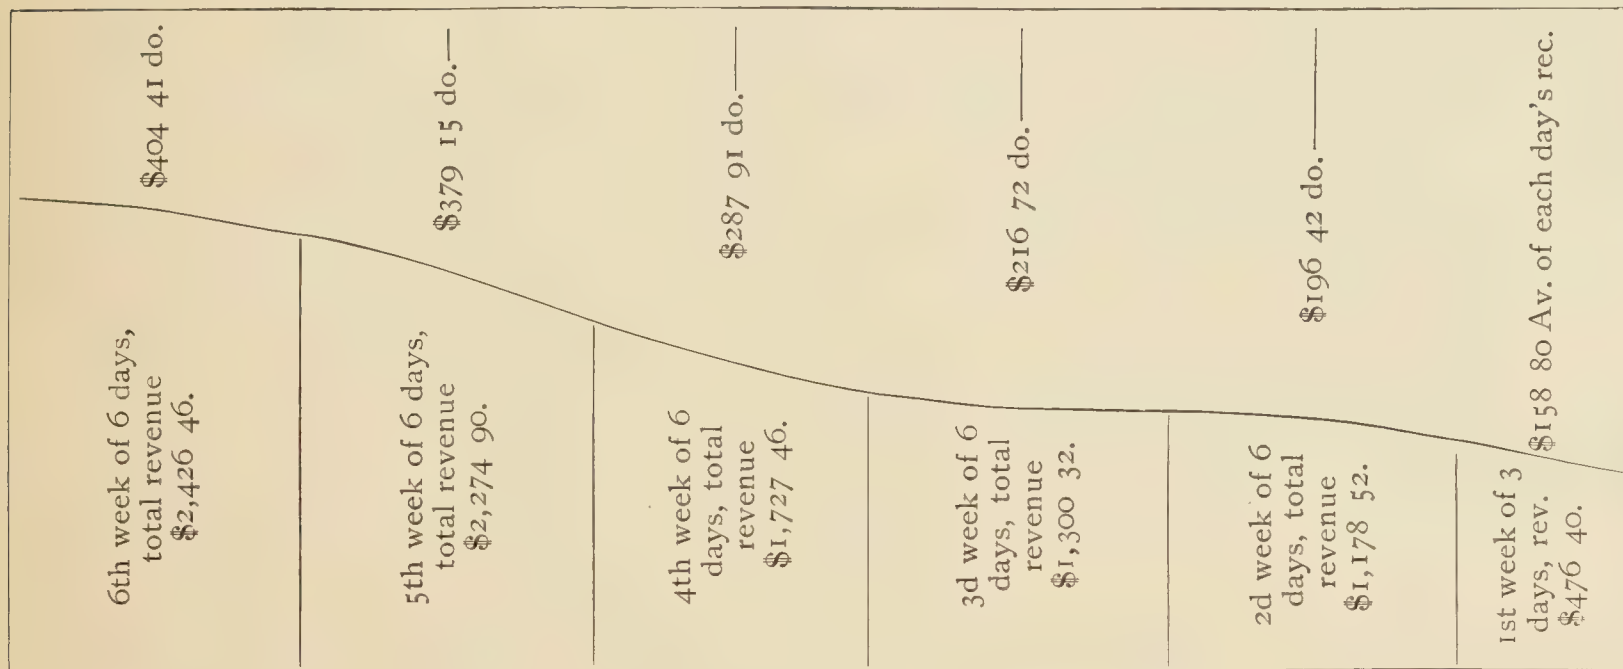 6th week of 6 days,
total revenue
$2,426 46.
$404 41 do.
5th week of 6 days,
total revenue
$2,274 90.
$379 15 do.—
4th week of 6
days, total
revenue
$1,727 46.
$287 91 do.—
3d week of 6
days, total
revenue
$1,300 32.
$216 72 do.—
2d week of 6
days, total
revenue
$1,178 52.
$196 42 do.—
1st week of 3
days, rev.
$476 40.
$158 80 Av. of each day's rec.